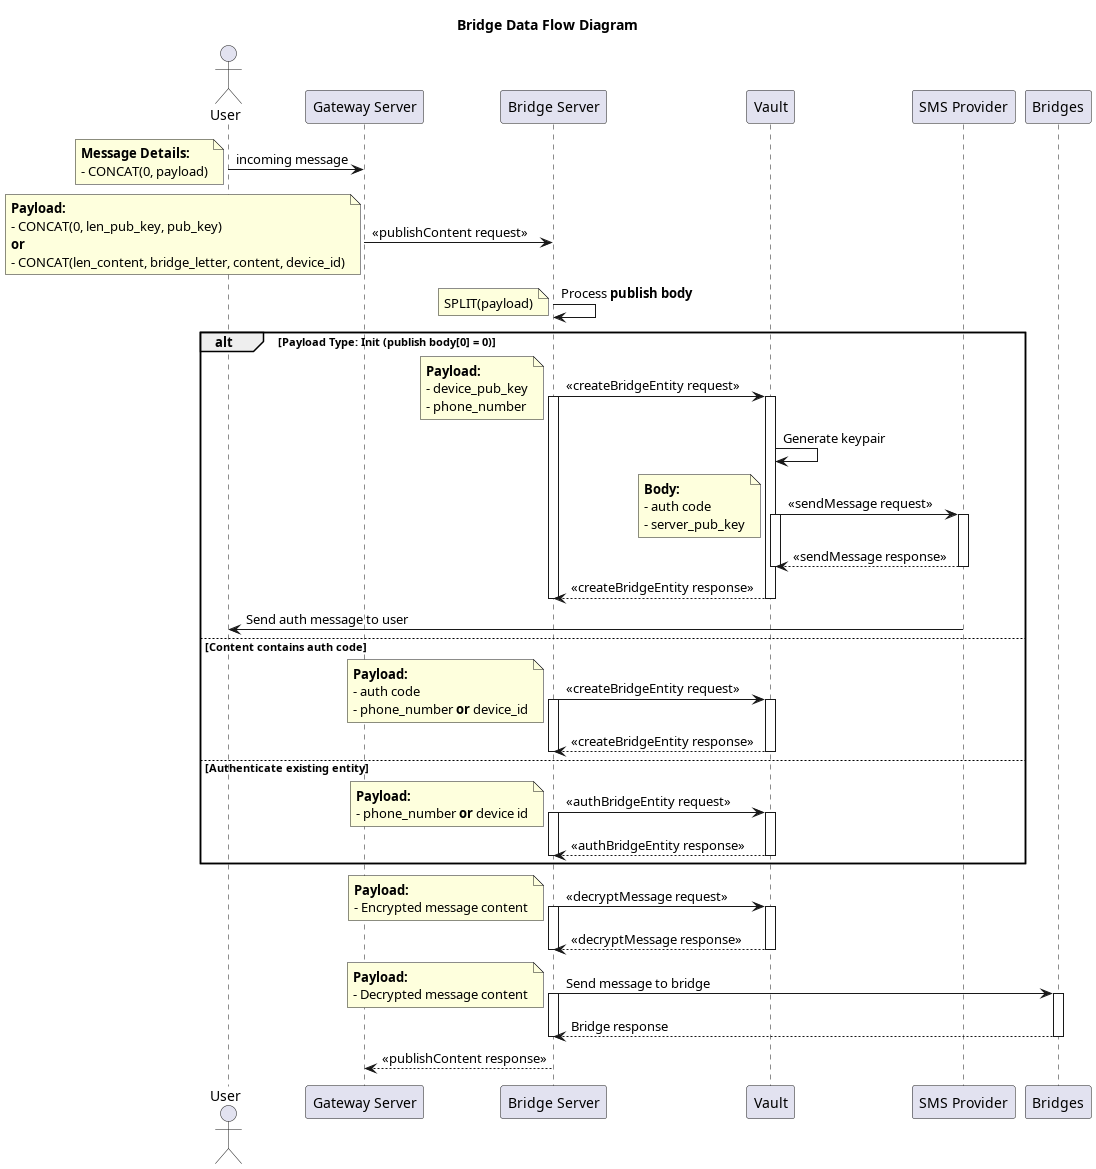 Bridge Data Flow Diagram
User
Gateway Server
Bridge Server
Vault
SMS Provider
Bridges
Message Details:
- CONCAT(0, payload)
incoming message
Payload:
- CONCAT(0, len_pub_key, pub_key)
or
- CONCAT(len_content, bridge_letter, content, device_id)
«publishContent request»
SPLIT(payload)
Process publish body
alt
[Payload Type: Init (publish body[0] = 0)]
Payload:
- device_pub_key
- phone_number
«createBridgeEntity request»
Generate keypair
Body:
- auth code
- server_pub_key
«sendMessage request»
«sendMessage response»
«createBridgeEntity response»
Send auth message to user
[Content contains auth code]
Payload:
- auth code
- phone_number or device_id
«createBridgeEntity request»
«createBridgeEntity response»
[Authenticate existing entity]
Payload:
- phone_number or device id
«authBridgeEntity request»
«authBridgeEntity response»
Payload:
- Encrypted message content
«decryptMessage request»
«decryptMessage response»
Payload:
- Decrypted message content
Send message to bridge
Bridge response
«publishContent response»
User
Gateway Server
Bridge Server
Vault
SMS Provider
Bridges